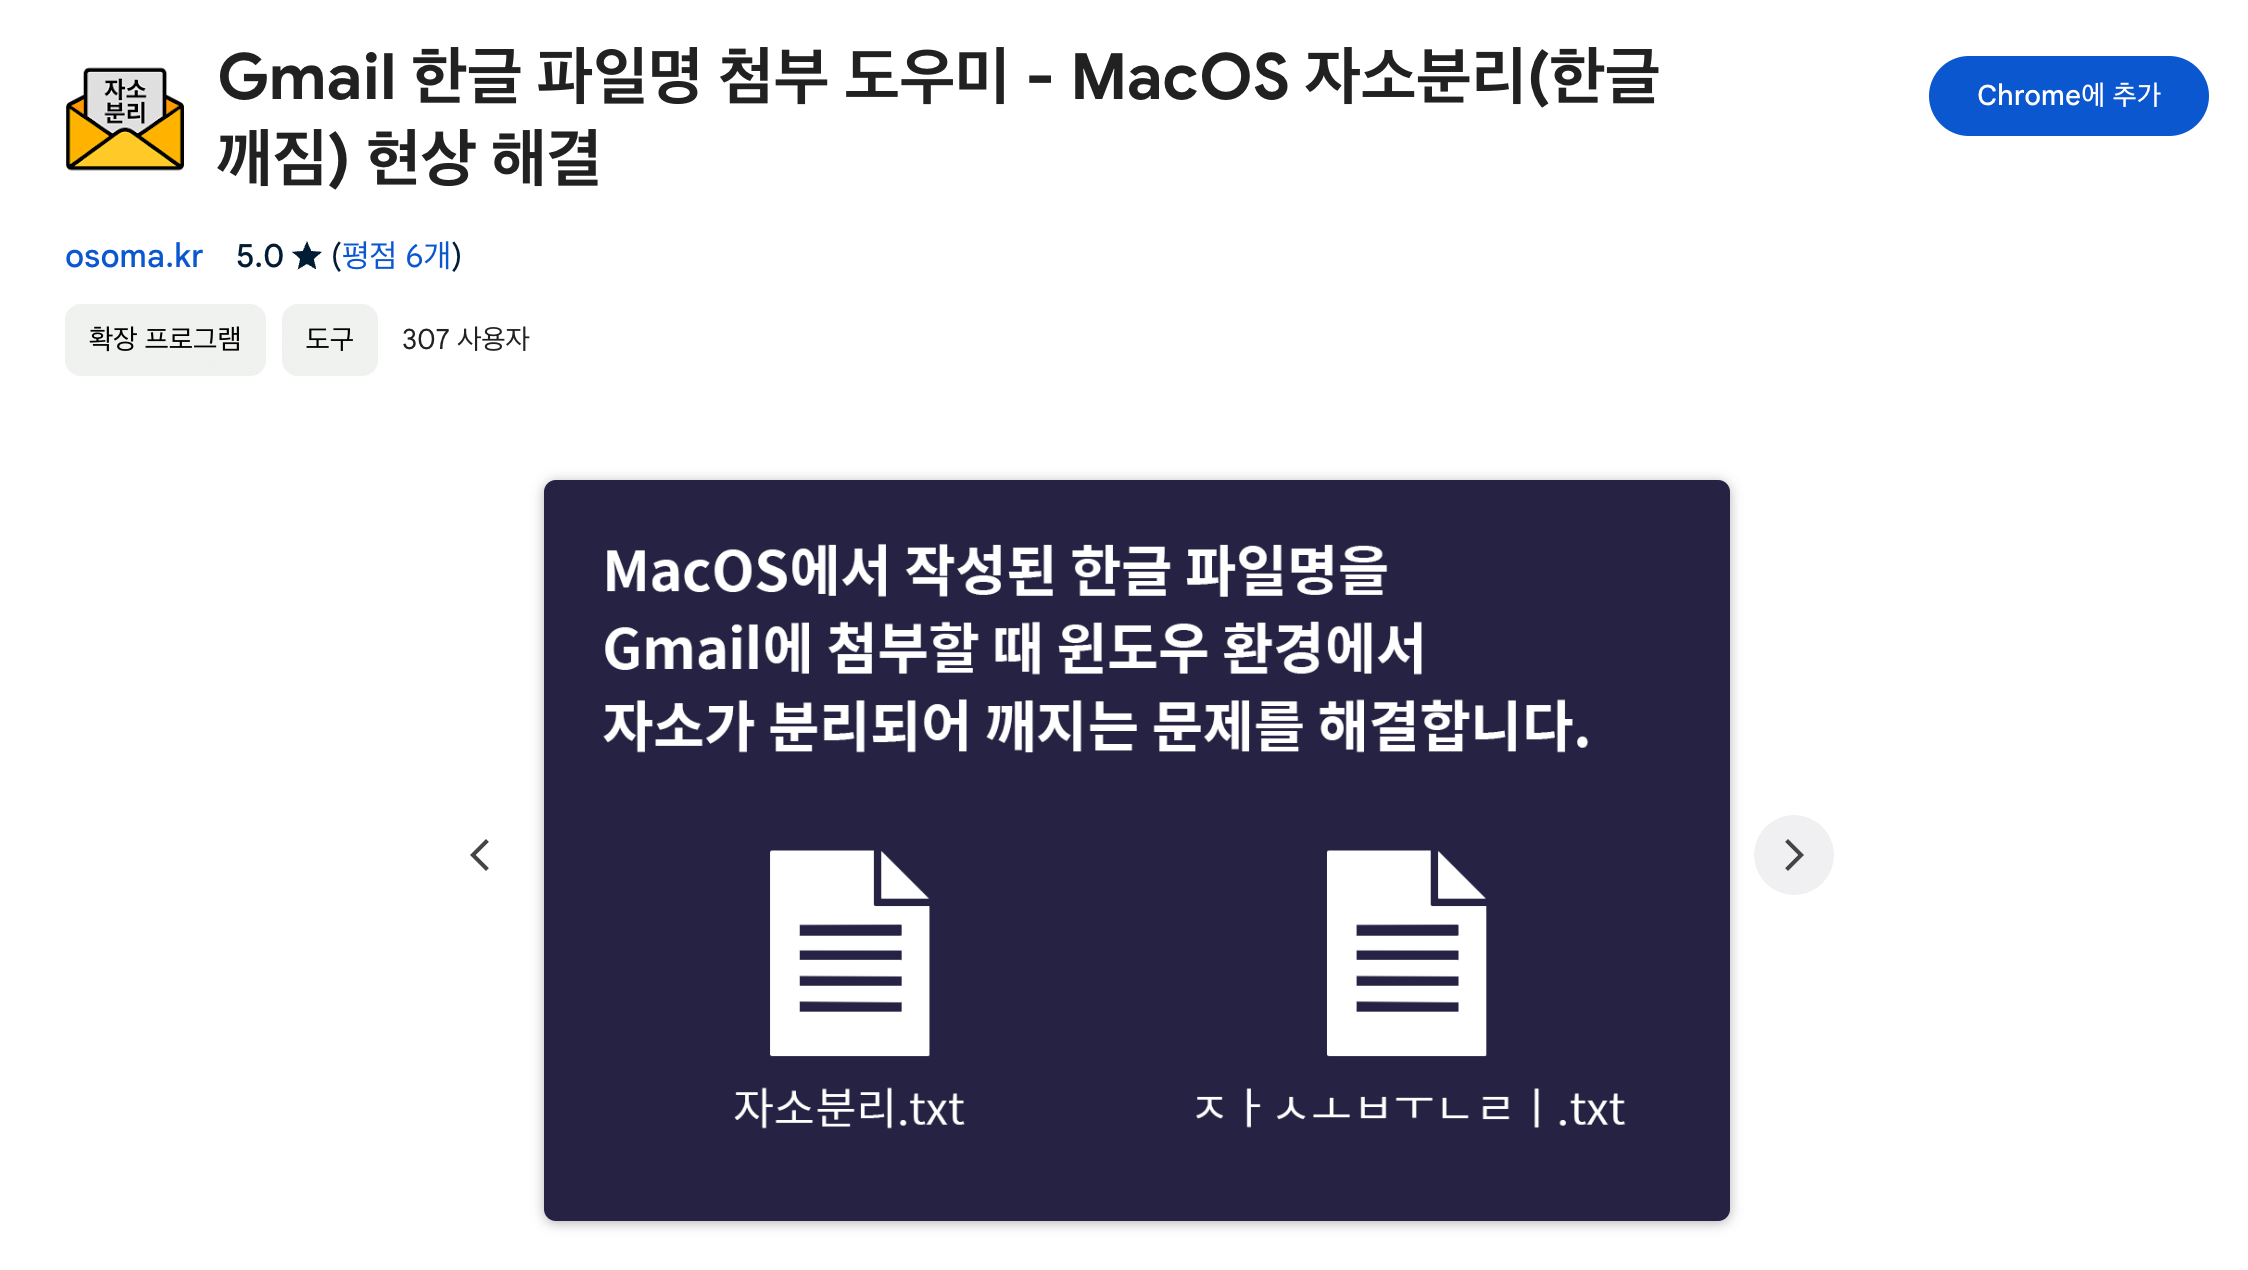 자소
분리
Gmail 한글 파일명 첨부 도우미 - MacOS 자소분리(한글
깨짐) 현상 해결
Chrome에 추가
osoma.kr 5.0 ★ (평점 6개)
확장 프로그램 도구 307 사용자
MacOS에서 작성된 한글 파일명을
Gmail에 첨부할 때 윈도우 환경에서
자소가 분리되어 깨지는 문제를 해결합니다.
자소분리.txt ㅈㅏㅅㅗㅂㅜㄴㄹㅣ.txt